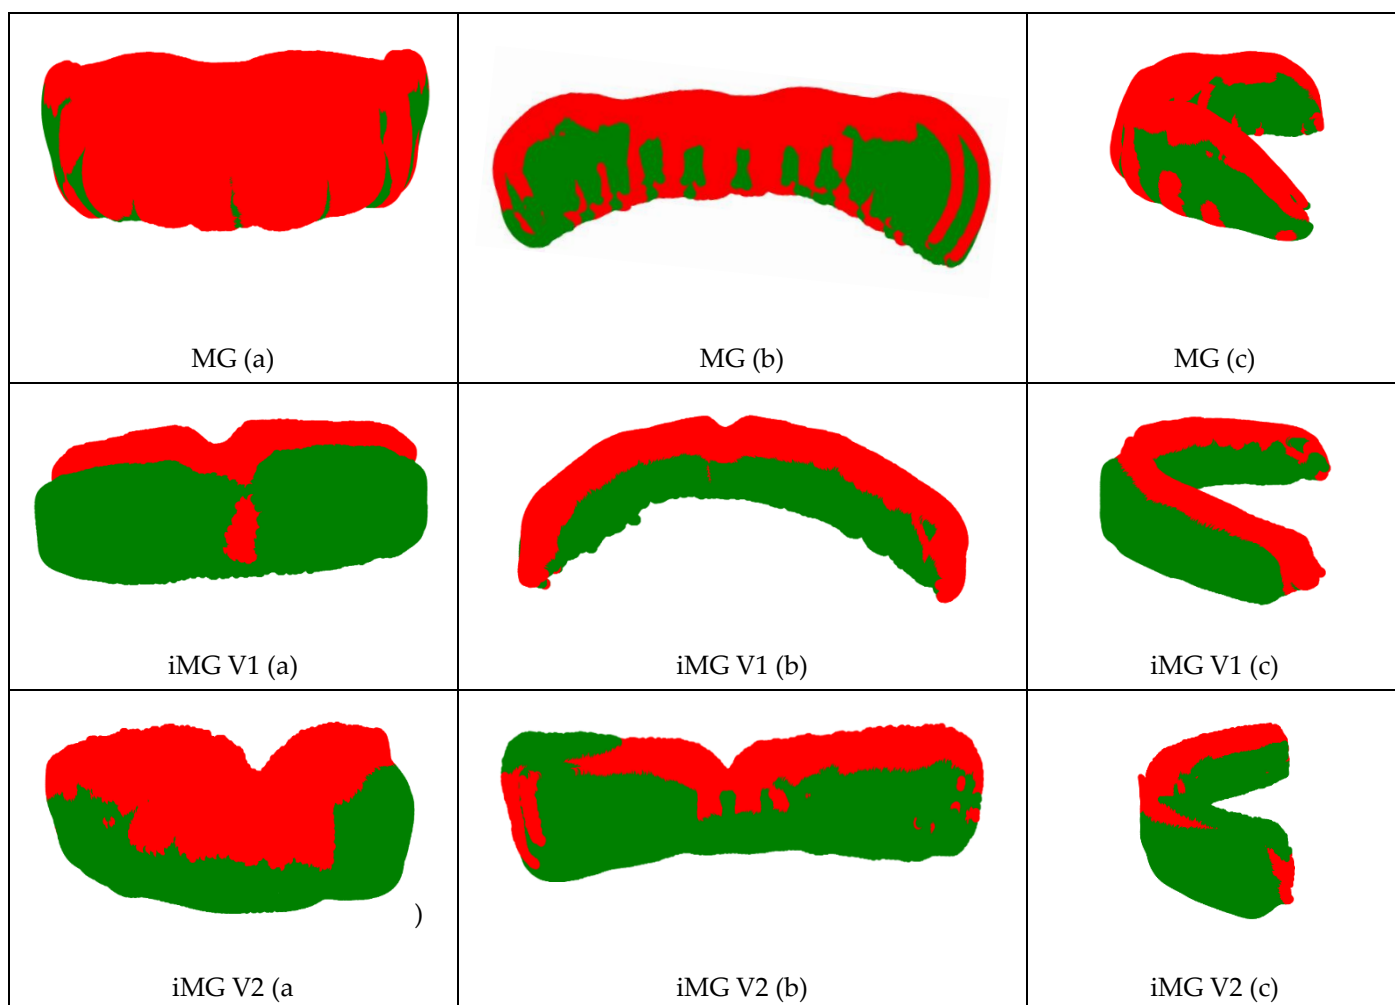 MG (a)
MG (b)
MG (c)
iMG V1 (a)
iMG V1 (b)
iMG V1 (c)
)
iMG V2 (a
iMG V2 (b)
iMG V2 (c)